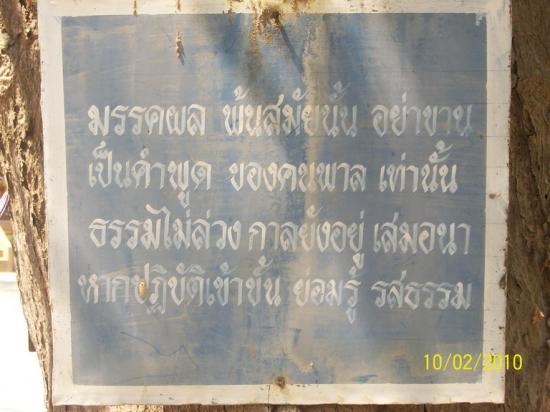 มรรคผล พ้นสมัยนั้น อย่าขาน
เป็นคำพูด ของคนพาล เท่านั้น
ธรรมไม่ล่วง กาลยังอยู่ เสมอนา
หากปฏิบัติเข้าขั้น ย่อมรู้ รสธรรม
10/02/2010